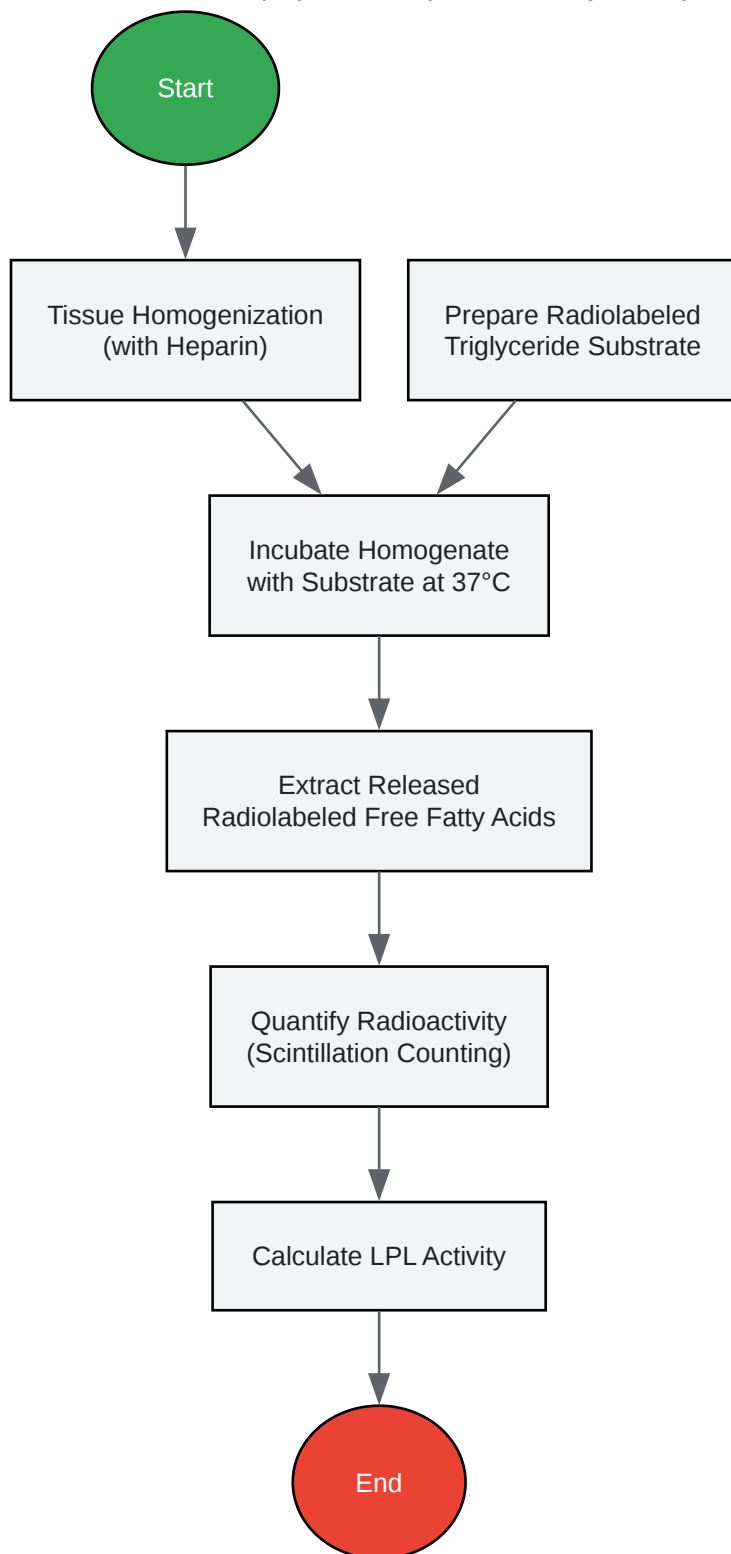 Start
Tissue Homogenization
(with Heparin)
Prepare Radiolabeled
Triglyceride Substrate
Incubate Homogenate
with Substrate at 37°C
Extract Released
Radiolabeled Free Fatty Acids
Quantify Radioactivity
(Scintillation Counting)
Calculate LPL Activity
End